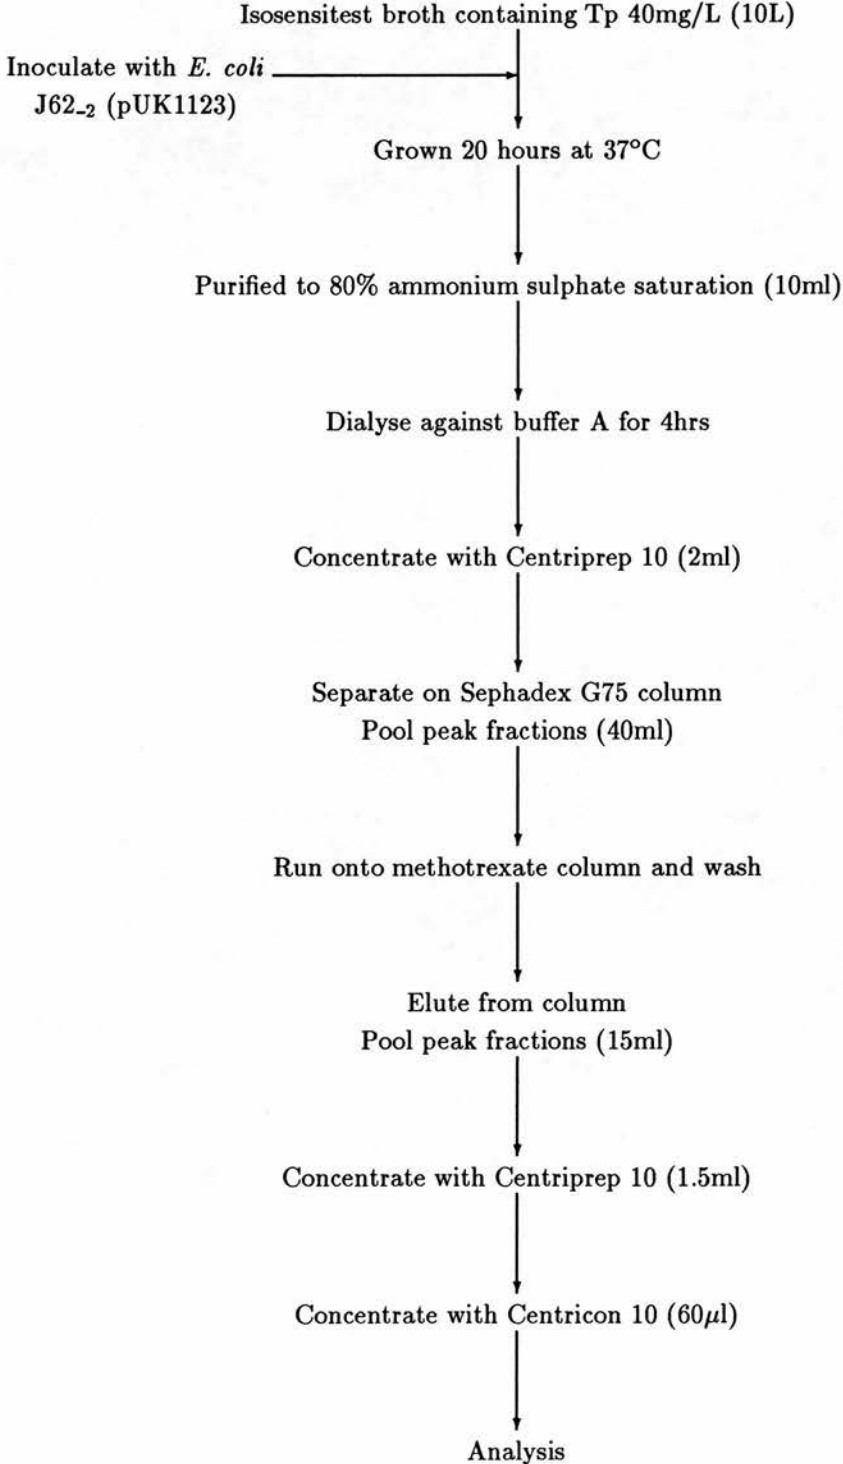 Isosensitest broth containing Tp 40mg/L (10L)
Inoculate with E. coli
J62-2 (pUK1123)
Grown 20 hours at 37°C
Purified to 80% ammonium sulphate saturation (10ml)
Dialyse against buffer A for 4hrs
Concentrate with Centriprep 10 (2ml)
Separate on Sephadex G75 column
Pool peak fractions (40ml)
Run onto methotrexate column and wash
Elute from column
Pool peak fractions (15ml)
Concentrate with Centriprep 10 (1.5ml)
Concentrate with Centricon 10 (60μl)
Analysis